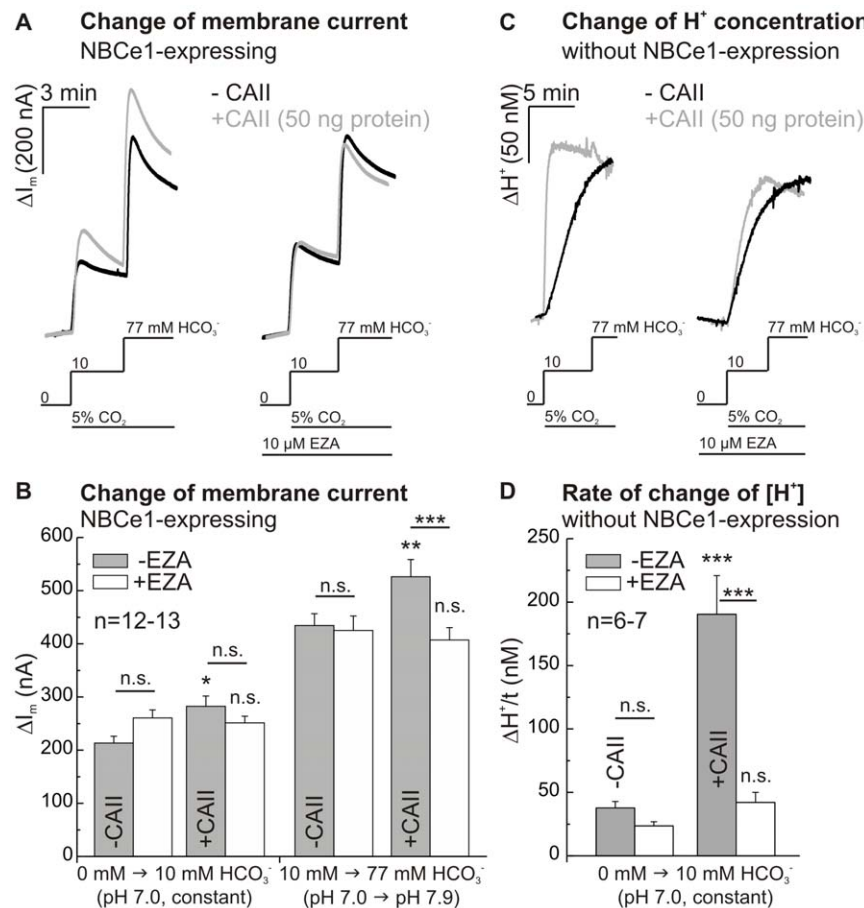 A Change of membrane current
NBCe1-expressing
3 min
ΔIₘ (200 nA)
- CAII
+CAII (50 ng protein)
77 mM HCO₃⁻
10
0
5% CO₂
77 mM HCO₃⁻
10
0
5% CO₂
10 µM EZA
C Change of H⁺ concentration
without NBCe1-expression
5 min
ΔH⁺ (50 nM)
- CAII
+CAII (50 ng protein)
77 mM HCO₃⁻
10
0
5% CO₂
77 mM HCO₃⁻
10
0
5% CO₂
10 µM EZA
B Change of membrane current
NBCe1-expressing
ΔIₘ (nA)
600
500
400
300
200
100
0
-EZA
+EZA
n=12-13
n.s.
n.s.
*
n.s.
n.s.
***
**
n.s.
-CAII
+CAII
-CAII
+CAII
0 mM → 10 mM HCO₃⁻
(pH 7.0, constant)
10 mM → 77 mM HCO₃⁻
(pH 7.0 → pH 7.9)
D Rate of change of [H⁺]
without NBCe1-expression
ΔH⁺/t (nM)
250
200
150
100
50
0
-EZA
+EZA
n=6-7
***
***
n.s.
n.s.
-CAII
+CAII
0 mM → 10 mM HCO₃⁻
(pH 7.0, constant)